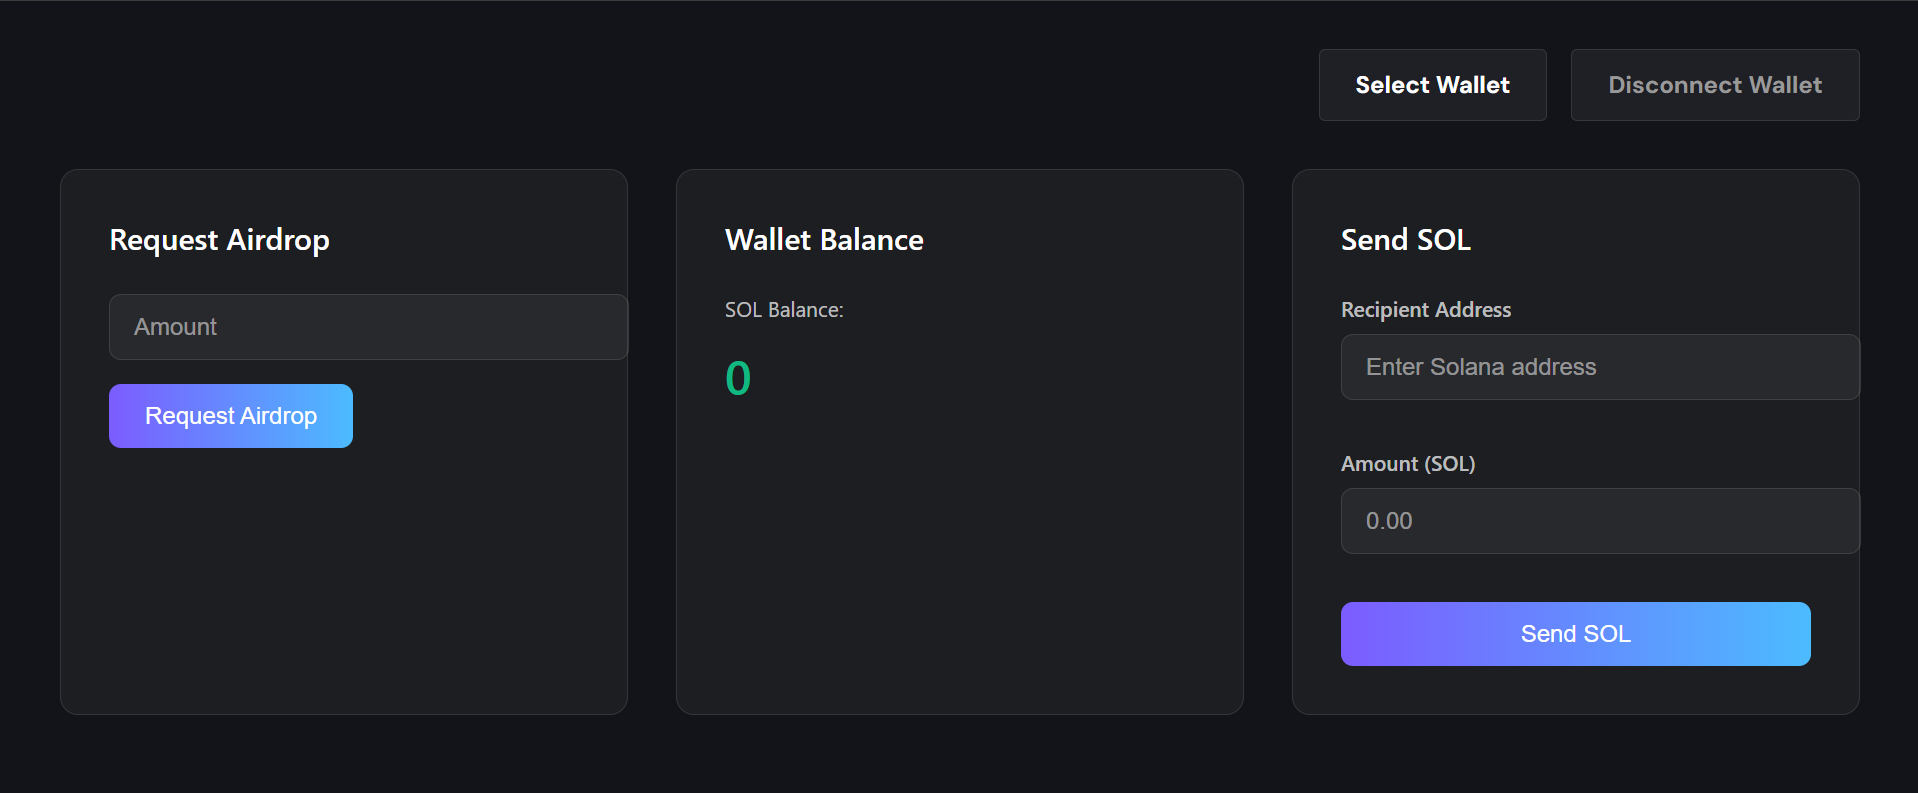 Select Wallet
Disconnect Wallet
Request Airdrop
Amount
Request Airdrop
Wallet Balance
SOL Balance:
0
Send SOL
Recipient Address
Enter Solana address
Amount (SOL)
0.00
Send SOL